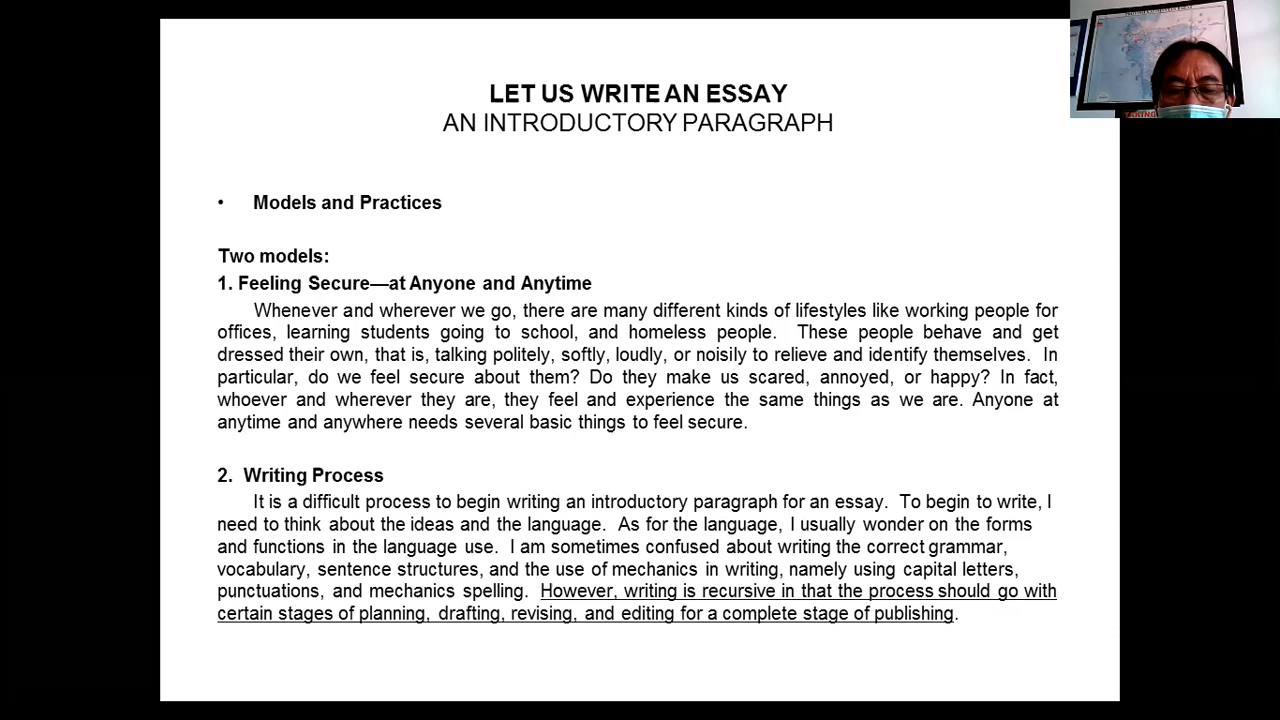 LET US WRITE AN ESSAY
AN INTRODUCTORY PARAGRAPH
• Models and Practices
Two models:
1. Feeling Secure—at Anyone and Anytime
Whenever and wherever we go, there are many different kinds of lifestyles like working people for
offices, learning students going to school, and homeless people. These people behave and get
dressed their own, that is, talking politely, softly, loudly, or noisily to relieve and identify themselves. In
particular, do we feel secure about them? Do they make us scared, annoyed, or happy? In fact,
whoever and wherever they are, they feel and experience the same things as we are. Anyone at
anytime and anywhere needs several basic things to feel secure.
2. Writing Process
It is a difficult process to begin writing an introductory paragraph for an essay. To begin to write, I
need to think about the ideas and the language. As for the language, I usually wonder on the forms
and functions in the language use. I am sometimes confused about writing the correct grammar,
vocabulary, sentence structures, and the use of mechanics in writing, namely using capital letters,
punctuations, and mechanics spelling. However, writing is recursive in that the process should go with
certain stages of planning, drafting, revising, and editing for a complete stage of publishing.